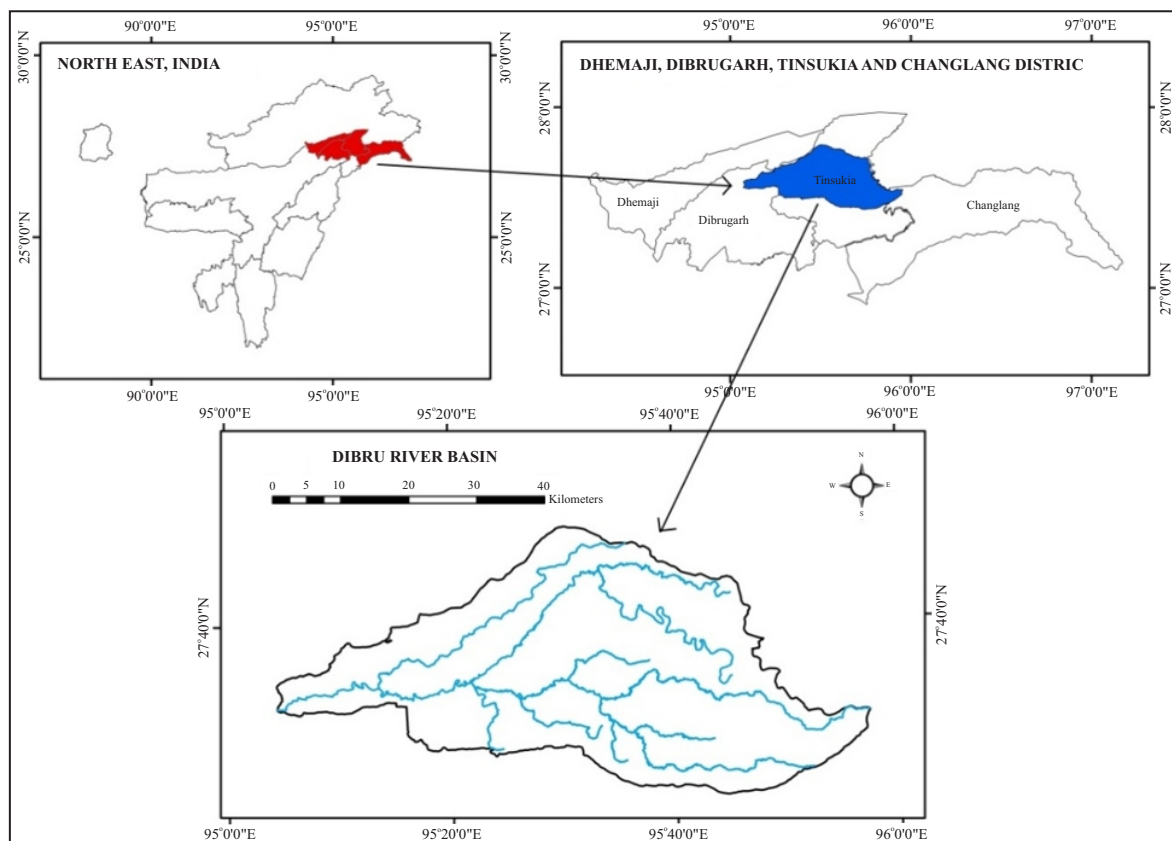 90°0'0"E 95°0'0"E
30°0'0"N 30°0'0"N
25°0'0"N 25°0'0"N
NORTH EAST, INDIA
90°0'0"E 95°0'0"E
95°0'0"E 96°0'0"E 97°0'0"E
28°0'0"N 28°0'0"N
27°0'0"N 27°0'0"N
DHEMAJI, DIBRUGARH, TINSUKIA AND CHANGLANG DISTRIC
Tinsukia
Dhemaji
Changlang
Dibrugarh
95°0'0"E 96°0'0"E 97°0'0"E
95°0'0"E 95°20'0"E 95°40'0"E 96°0'0"E
DIBRU RIVER BASIN
0 5 10 20 30 40
Kilometers
N
W E
S
27°40'0"N 27°40'0"N
95°0'0"E 95°20'0"E 95°40'0"E 96°0'0"E